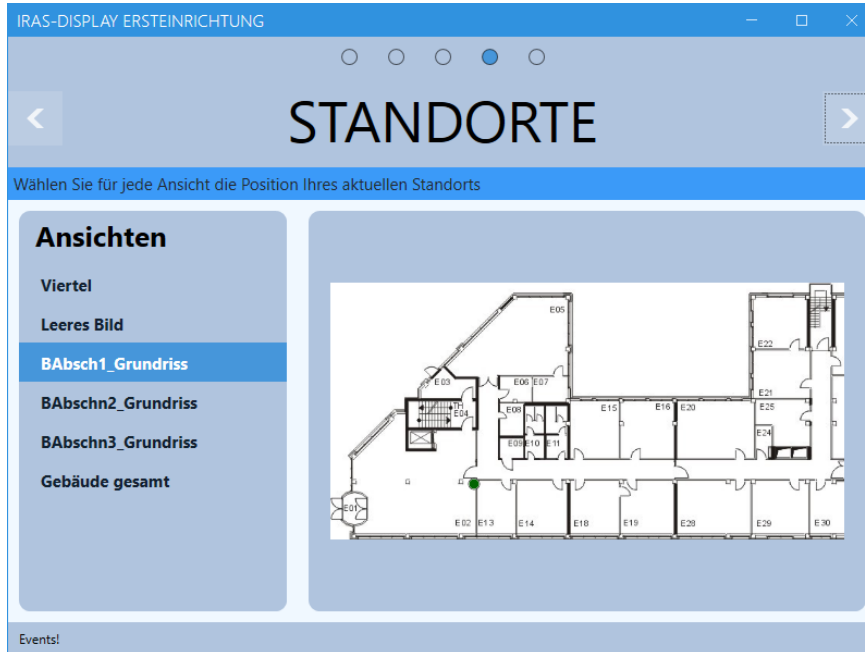 IRAS-DISPLAY ERSTEINRICHTUNG
STANDORTE
Wählen Sie für jede Ansicht die Position Ihres aktuellen Standorts
Ansichten
Viertel
Leeres Bild
BAbsch1_Grundriss
BAbschn2_Grundriss
BAbschn3_Grundriss
Gebäude gesamt
E05
E22
E03
E06 E07
E21
TH
E04
E08
E15
E16
E20
E25
E09
E10
E11
E24
E01
E02
E13
E14
E18
E19
E28
E29
E30
Events!